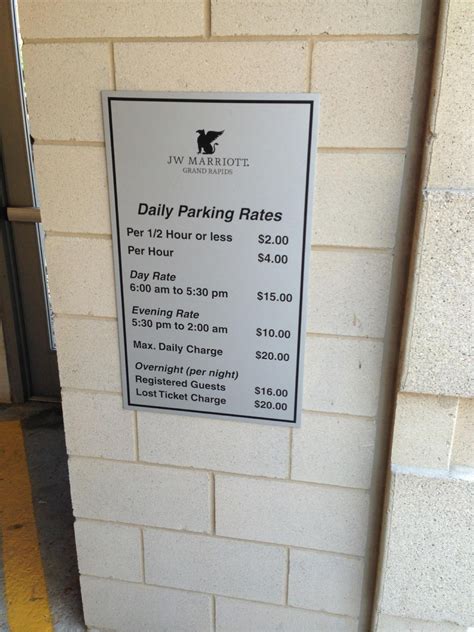 JW MARRIOTT
GRAND RAPIDS
Daily Parking Rates
Per 1/2 Hour or less $2.00
Per Hour $4.00
Day Rate
6:00 am to 5:30 pm $15.00
Evening Rate
5:30 pm to 2:00 am $10.00
Max. Daily Charge $20.00
Overnight (per night)
Registered Guests $16.00
Lost Ticket Charge $20.00